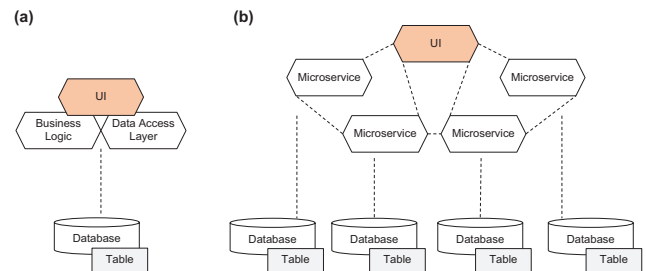 (a)
UI
Business
Logic
Data Access
Layer
Database
Table
(b)
UI
Microservice
Microservice
Microservice
Microservice
Database
Table
Database
Table
Database
Table
Database
Table